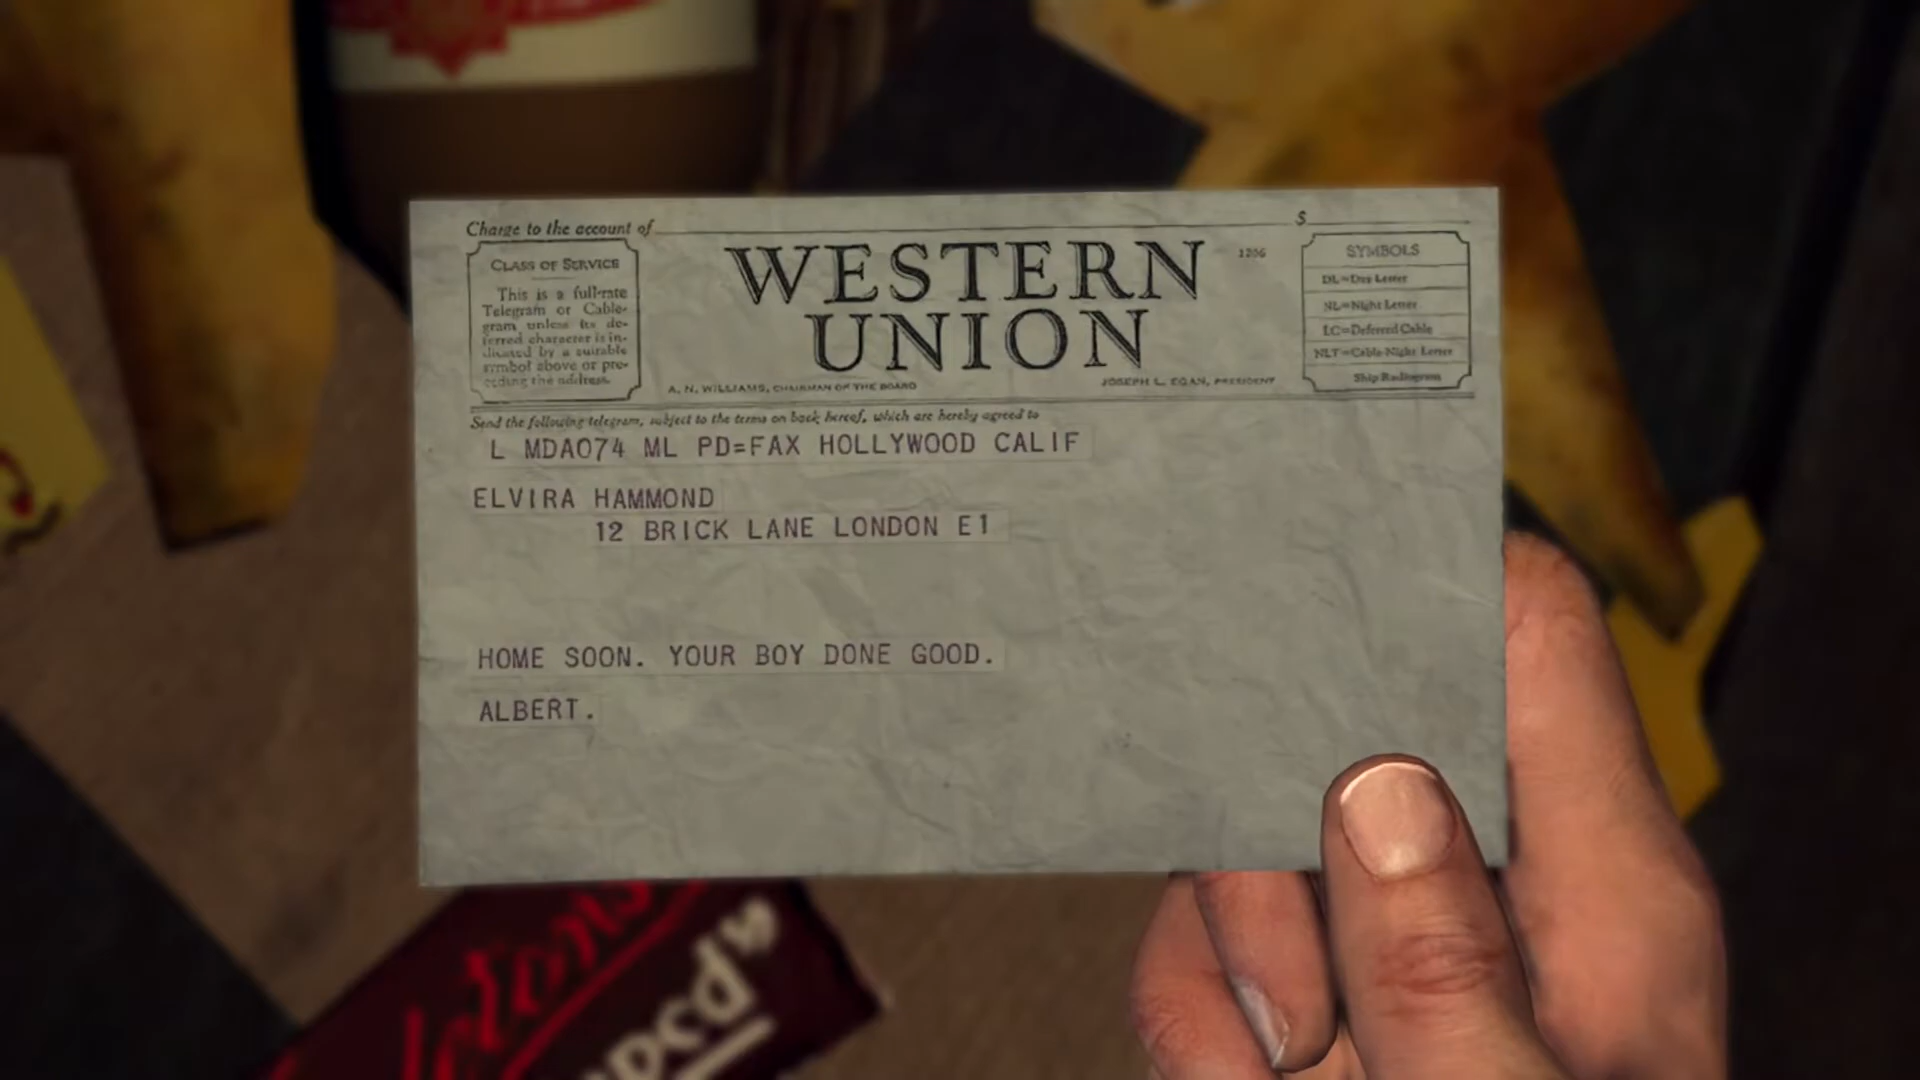 Charge to the account of
$
CLASS OF SERVICE
This is a full-rate
Telegram or Cable-
gram unless its de-
ferred character is in-
dicated by a suitable
symbol above or pre-
ceding the address.
WESTERN
UNION
1206
SYMBOLS
DL=Day Letter
NL=Night Letter
LC=Deferred Cable
NLT=Cable Night Letter
Ship Radiogram
A. N. WILLIAMS, CHAIRMAN OF THE BOARD
JOSEPH L. EGAN, PRESIDENT
Send the following telegram, subject to the terms on back hereof, which are hereby agreed to
L MDA074 ML PD=FAX HOLLYWOOD CALIF
ELVIRA HAMMOND
12 BRICK LANE LONDON E1
HOME SOON. YOUR BOY DONE GOOD.
ALBERT.